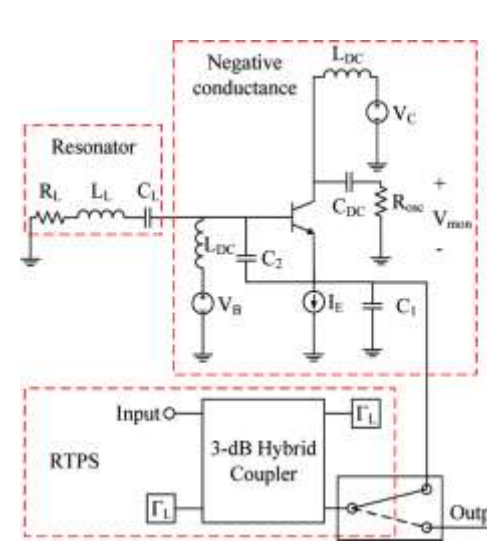 Negative
conductance
L_DC
V_C
Resonator
R_L
L_L
C_L
C_DC
R_osc
+
V_mon
-
L_DC
C_2
V_B
I_E
C_1
Input
Γ_L
3-dB Hybrid
Coupler
RTPS
Γ_L
Outp